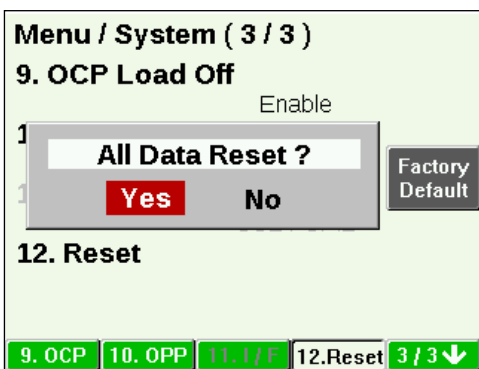 Menu / System ( 3 / 3 )
9. OCP Load Off
Enable
All Data Reset ?
Factory
Default
Yes No
12. Reset
9. OCP 10. OPP 11. I / F 12.Reset 3 / 3